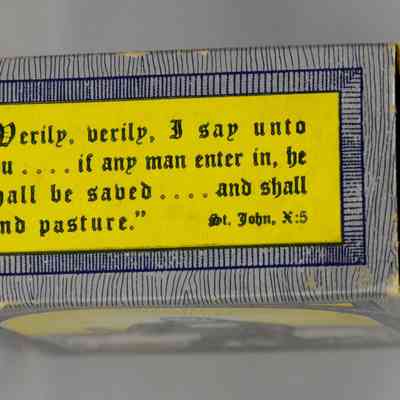 Verily, verily, I say unto
u .... if any man enter in, he
hall be saved .... and shall
nd pasture."
St. John, X:5